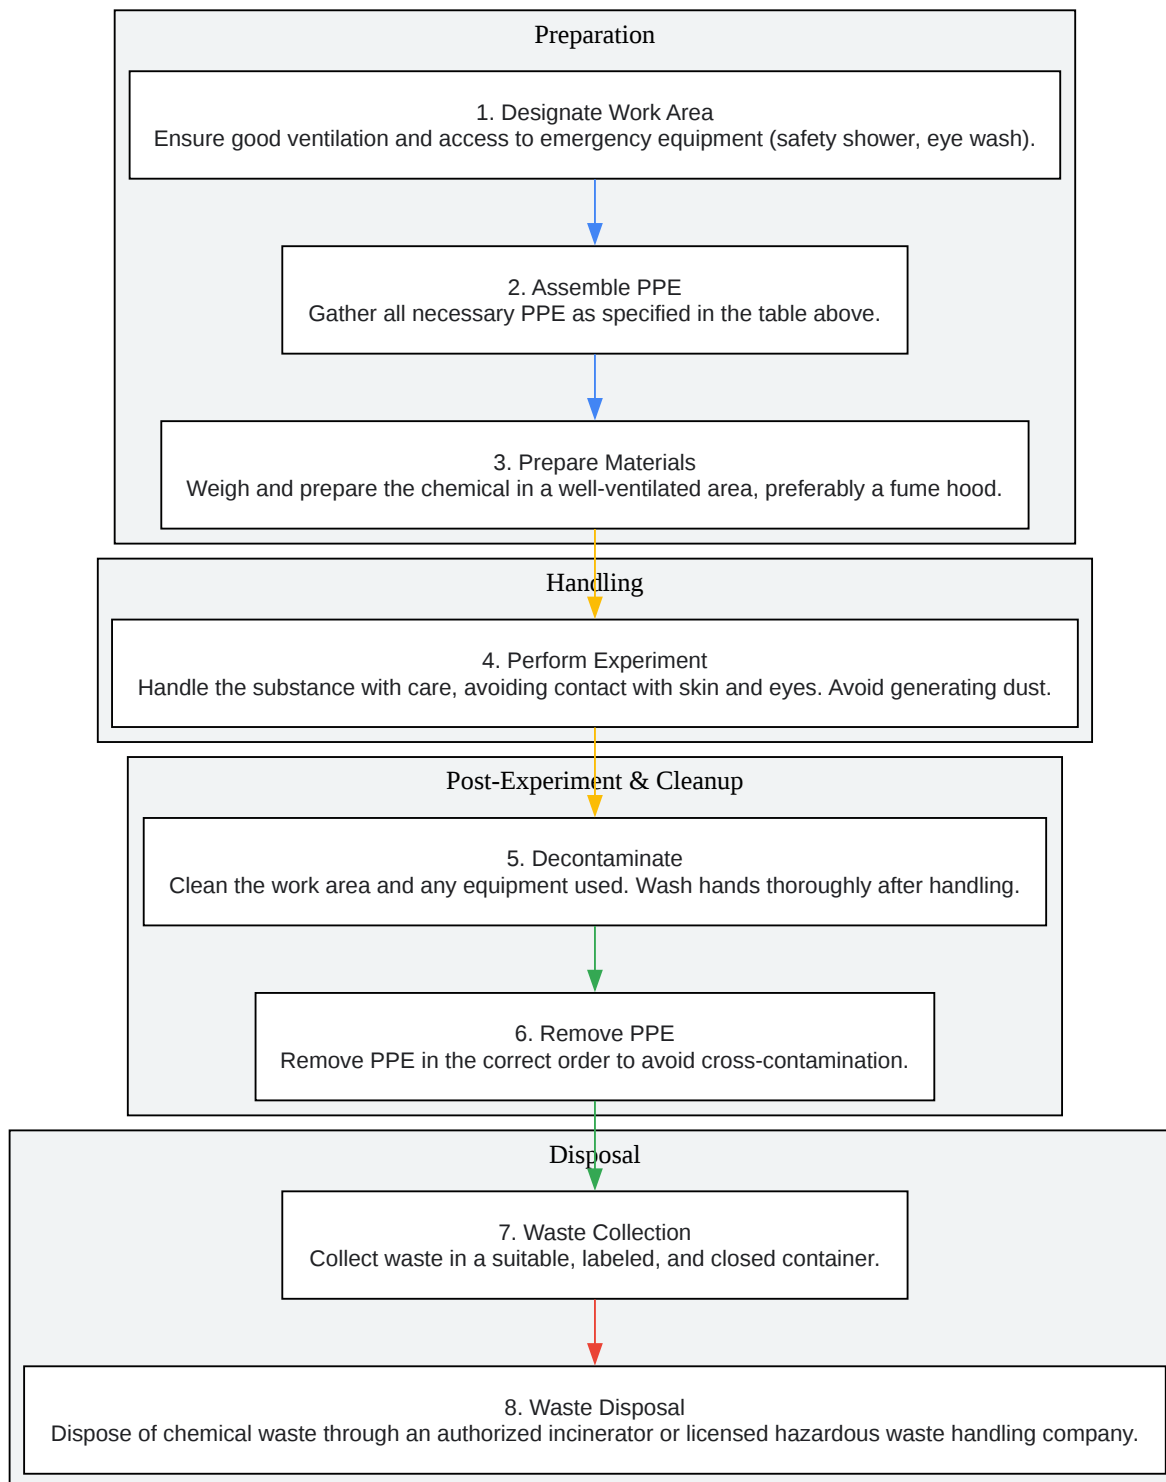 Preparation
1. Designate Work Area
Ensure good ventilation and access to emergency equipment (safety shower, eye wash).
2. Assemble PPE
Gather all necessary PPE as specified in the table above.
3. Prepare Materials
Weigh and prepare the chemical in a well-ventilated area, preferably a fume hood.
Handling
4. Perform Experiment
Handle the substance with care, avoiding contact with skin and eyes. Avoid generating dust.
Post-Experiment & Cleanup
5. Decontaminate
Clean the work area and any equipment used. Wash hands thoroughly after handling.
6. Remove PPE
Remove PPE in the correct order to avoid cross-contamination.
Disposal
7. Waste Collection
Collect waste in a suitable, labeled, and closed container.
8. Waste Disposal
Dispose of chemical waste through an authorized incinerator or licensed hazardous waste handling company.